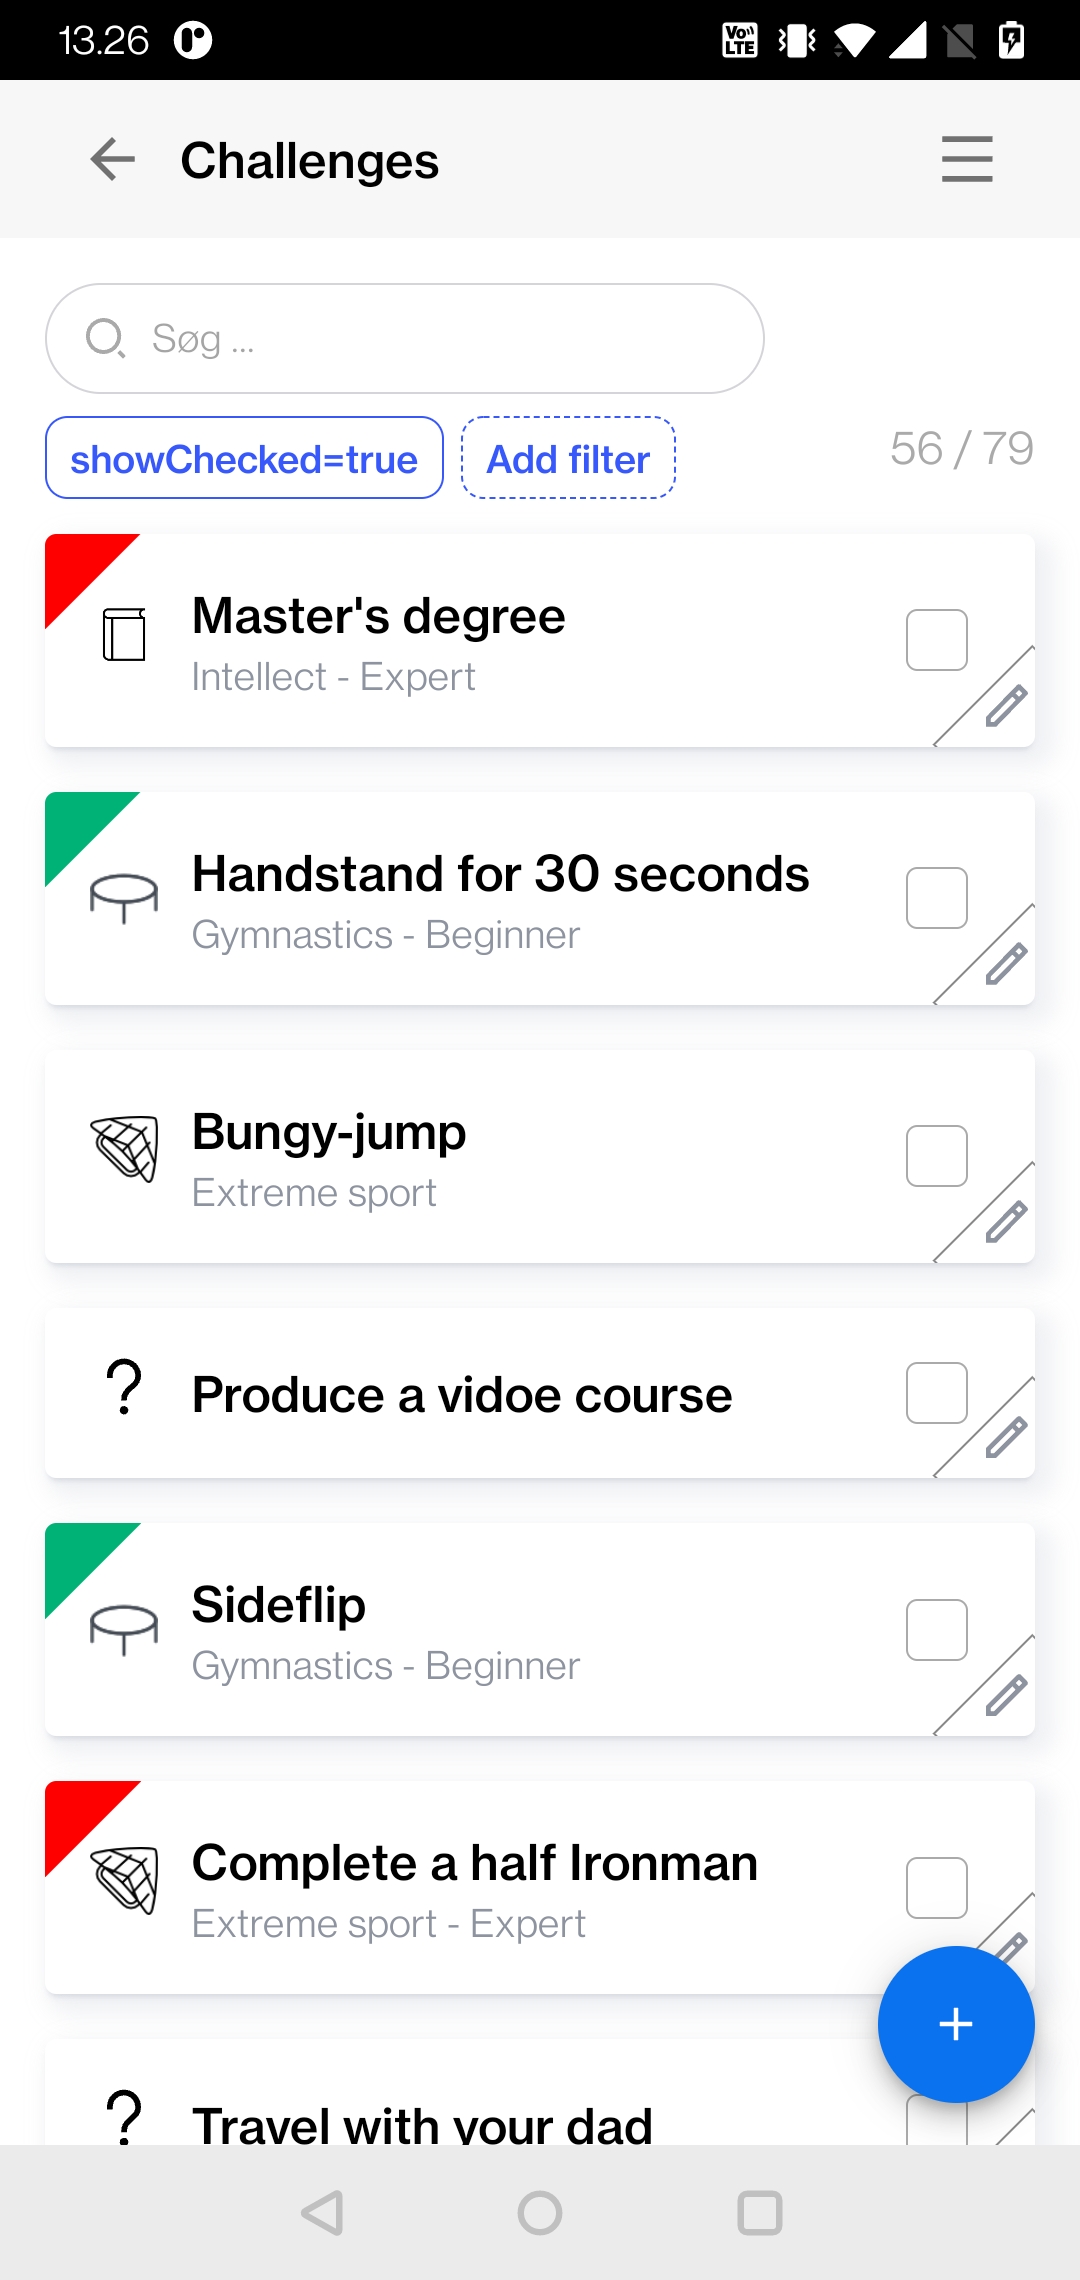 13.26
Vo)) LTE
Challenges
Søg ...
showChecked=true
Add filter
56 / 79
Master's degree
Intellect - Expert
Handstand for 30 seconds
Gymnastics - Beginner
Bungy-jump
Extreme sport
?
Produce a vidoe course
Sideflip
Gymnastics - Beginner
Complete a half Ironman
Extreme sport - Expert
+
?
Travel with your dad